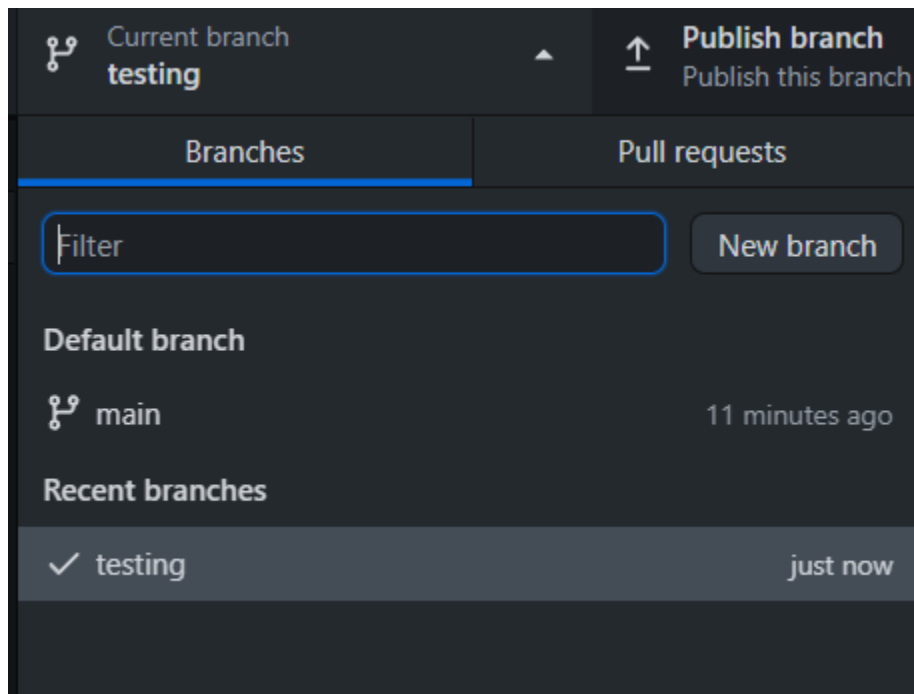 Current branch
testing
Publish branch
Publish this branch
Branches
Pull requests
Filter
New branch
Default branch
main
11 minutes ago
Recent branches
testing
just now